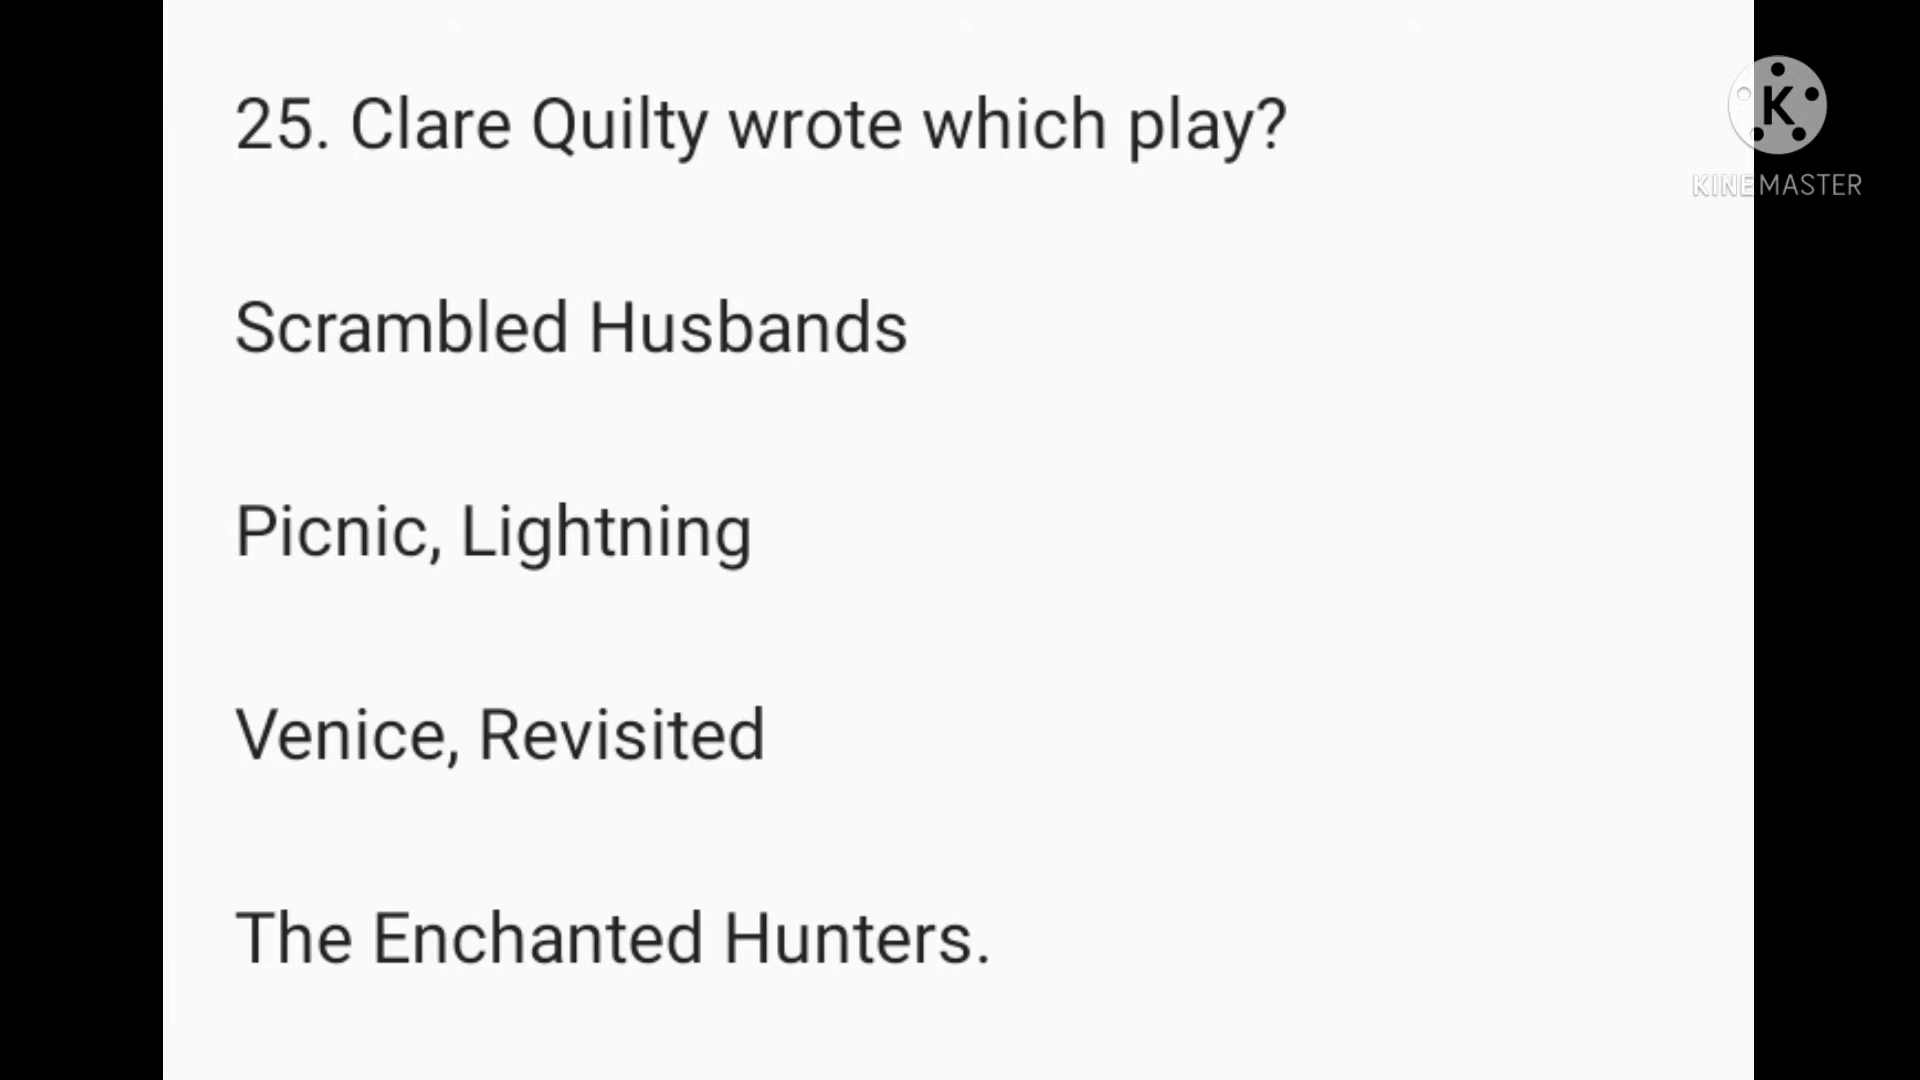 25. Clare Quilty wrote which play?
K
KINEMASTER
Scrambled Husbands
Picnic, Lightning
Venice, Revisited
The Enchanted Hunters.